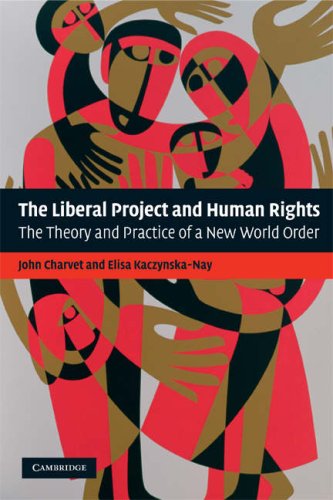 The Liberal Project and Human Rights
The Theory and Practice of a New World Order
John Charvet and Elisa Kaczynska-Nay
CAMBRIDGE